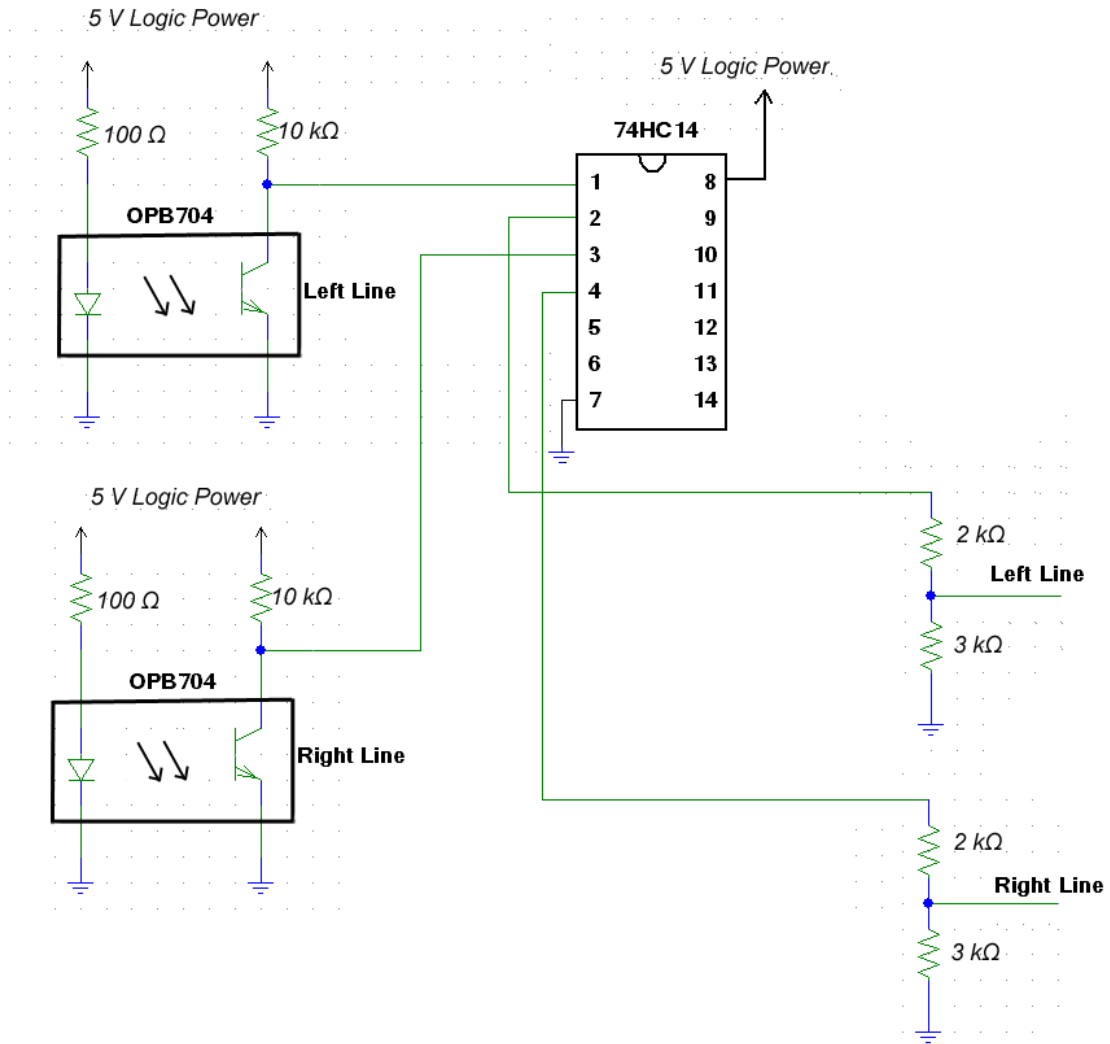 5 V Logic Power
100 Ω
10 kΩ
OPB704
Left Line
5 V Logic Power
74HC14
1 8
2 9
3 10
4 11
5 12
6 13
7 14
5 V Logic Power
100 Ω
10 kΩ
OPB704
Right Line
2 kΩ
Left Line
3 kΩ
2 kΩ
Right Line
3 kΩ